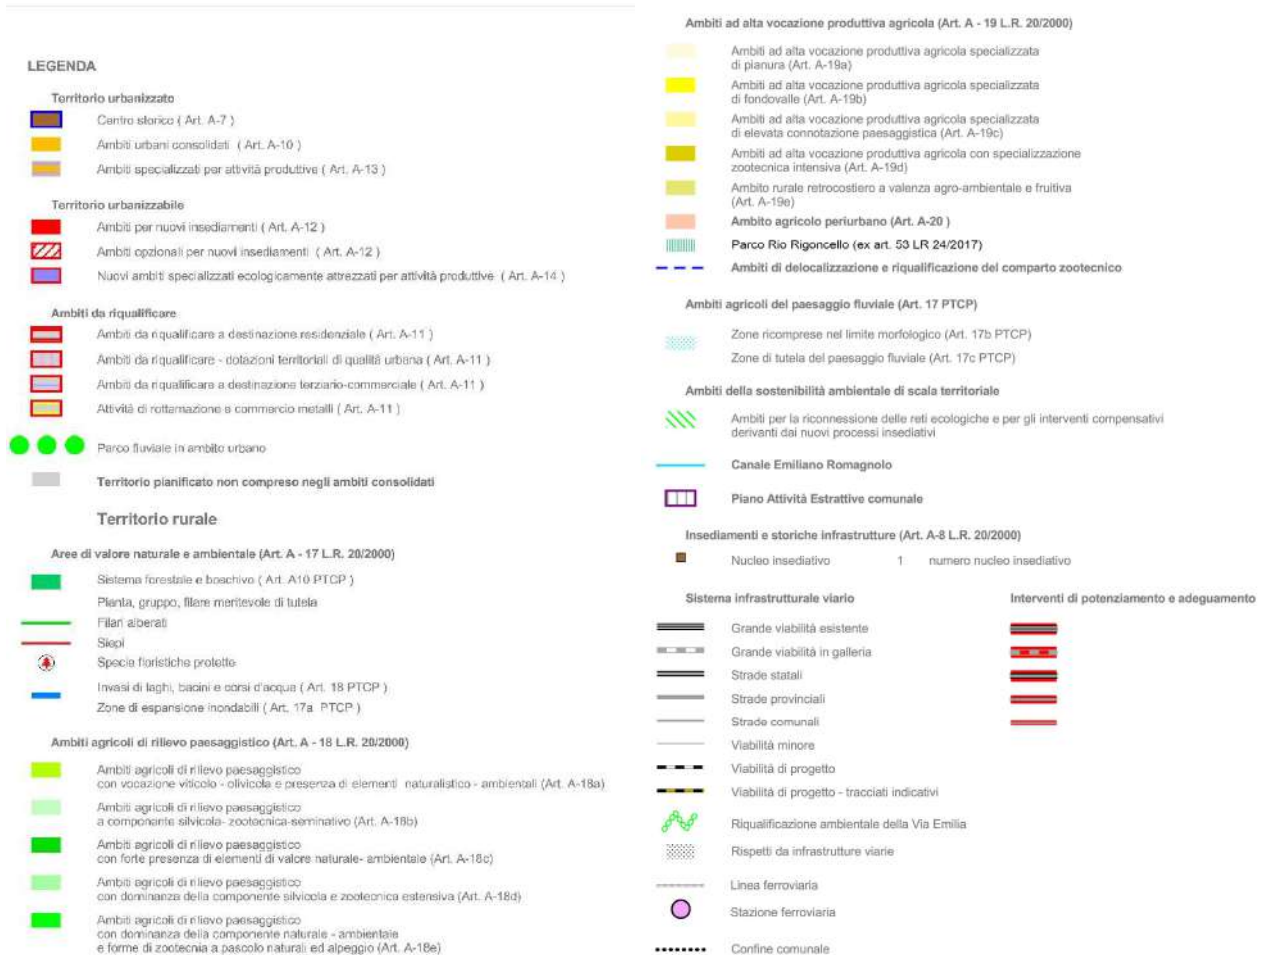 LEGENDA
Territorio urbanizzato
Centro storico ( Art. A-7 )
Ambiti urbani consolidati ( Art. A-10 )
Ambiti specializzati per attività produttive ( Art. A-13 )
Territorio urbanizzabile
Ambiti per nuovi insediamenti ( Art. A-12 )
Ambiti opzionali per nuovi insediamenti ( Art. A-12 )
Nuovi ambiti specializzati ecologicamente attrezzati per attività produttive ( Art. A-14 )
Ambiti da riqualificare
Ambiti da riqualificare a destinazione residenziale ( Art. A-11 )
Ambiti da riqualificare - dotazioni territoriali di qualità urbana ( Art. A-11 )
Ambiti da riqualificare a destinazione terziario-commerciale ( Art. A-11 )
Attività di rottamazione e commercio metalli ( Art. A-11 )
Parco fluviale in ambito urbano
Territorio pianificato non compreso negli ambiti consolidati
Territorio rurale
Aree di valore naturale e ambientale (Art. A - 17 L.R. 20/2000)
Sistema forestale e boschivo ( Art. A10 PTCP )
Pianta, gruppo, filare meritevole di tutela
Filari alberati
Siepi
Specie floristiche protette
Invasi di laghi, bacini e corsi d'acqua ( Art. 18 PTCP )
Zone di espansione inondabili ( Art. 17a PTCP )
Ambiti agricoli di rilievo paesaggistico (Art. A - 18 L.R. 20/2000)
Ambiti agricoli di rilievo paesaggistico
con vocazione viticolo - olivicola e presenza di elementi naturalistico - ambientali (Art. A-18a)
Ambiti agricoli di rilievo paesaggistico
a componente silvicola- zootecnica-seminativo (Art. A-18b)
Ambiti agricoli di rilievo paesaggistico
con forte presenza di elementi di valore naturale- ambientale (Art. A-18c)
Ambiti agricoli di rilievo paesaggistico
con dominanza della componente silvicola e zootecnica estensiva (Art. A-18d)
Ambiti agricoli di rilievo paesaggistico
con dominanza della componente naturale - ambientale
e forme di zootecnia a pascolo naturali ed alpeggio (Art. A-18e)
Ambiti ad alta vocazione produttiva agricola (Art. A - 19 L.R. 20/2000)
Ambiti ad alta vocazione produttiva agricola specializzata
di pianura (Art. A-19a)
Ambiti ad alta vocazione produttiva agricola specializzata
di fondovalle (Art. A-19b)
Ambiti ad alta vocazione produttiva agricola specializzata
di elevata connotazione paesaggistica (Art. A-19c)
Ambiti ad alta vocazione produttiva agricola con specializzazione
zootecnica intensiva (Art. A-19d)
Ambito rurale retrocostiero a valenza agro-ambientale e fruitiva
(Art. A-19e)
Ambito agricolo periurbano (Art. A-20 )
Parco Rio Rigoncello (ex art. 53 LR 24/2017)
Ambiti di delocalizzazione e riqualificazione del comparto zootecnico
Ambiti agricoli del paesaggio fluviale (Art. 17 PTCP)
Zone ricomprese nel limite morfologico (Art. 17b PTCP)
Zone di tutela del paesaggio fluviale (Art. 17c PTCP)
Ambiti della sostenibilità ambientale di scala territoriale
Ambiti per la riconnessione delle reti ecologiche e per gli interventi compensativi
derivanti dai nuovi processi insediativi
Canale Emiliano Romagnolo
Piano Attività Estrattive comunale
Insediamenti e storiche infrastrutture (Art. A-8 L.R. 20/2000)
Nucleo insediativo 1 numero nucleo insediativo
Sistema infrastrutturale viario Interventi di potenziamento e adeguamento
Grande viabilità esistente
Grande viabilità in galleria
Strade statali
Strade provinciali
Strade comunali
Viabilità minore
Viabilità di progetto
Viabilità di progetto - tracciati indicativi
Riqualificazione ambientale della Via Emilia
Rispetti da infrastrutture viarie
Linea ferroviaria
Stazione ferroviaria
Confine comunale